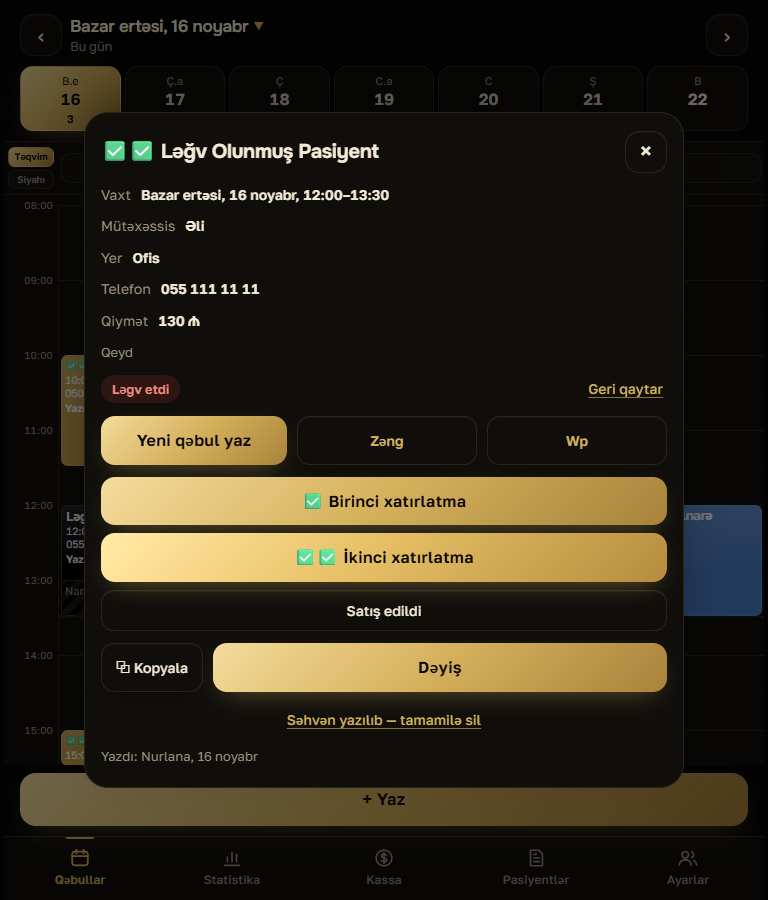 Bazar ertəsi, 16 noyabr ▼
Bu gün
B.e Ç.a Ç C.a C Ş B
16 17 18 19 20 21 22
3
✅✅ Ləğv Olunmuş Pasiyent ×
Təqvim
Siyahı
Vaxt Bazar ertəsi, 16 noyabr, 12:00–13:30
08:00
Mütəxəssis Əli
Yer Ofis
09:00
Telefon 055 111 11 11
Qiymət 130 ₼
Qeyd
10:00
Ləgv etdi Geri qaytar
11:00
Yeni qəbul yaz Zəng Wp
✅ Birinci xatırlatma
12:00
✅✅ İkinci xatırlatma
13:00
Satış edildi
14:00
Kopyala Dəyiş
Səhvən yazılıb — tamamilə sil
15:00
Yazdı: Nurlana, 16 noyabr
+ Yaz
Qəbullar Statistika Kassa Pasiyentlər Ayarlar